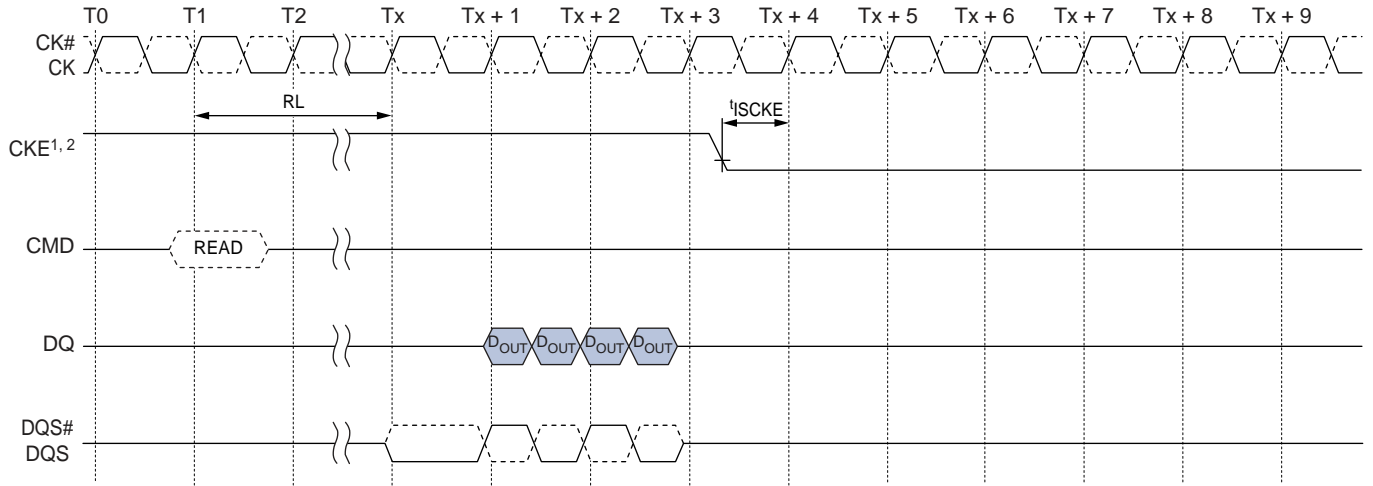 T0 T1 T2 Tx Tx + 1 Tx + 2 Tx + 3 Tx + 4 Tx + 5 Tx + 6 Tx + 7 Tx + 8 Tx + 9
CK#
CK
RL
tISCKE
CKE1, 2
CMD READ
DQ DOUT DOUT DOUT DOUT
DQS#
DQS